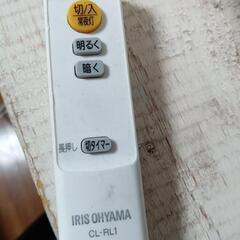 切/入
常夜灯
明るく
暗く
長押し 切タイマー
IRIS OHYAMA
CL-RL1